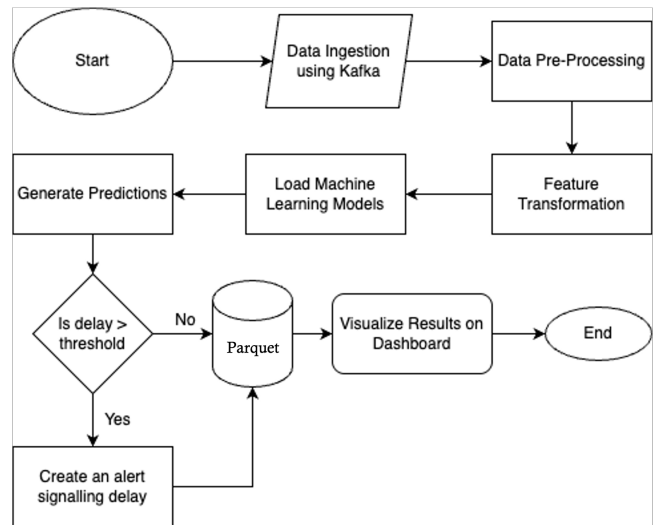 Start
Data Ingestion
using Kafka
Data Pre-Processing
Feature
Transformation
Load Machine
Learning Models
Generate Predictions
Is delay >
threshold
No
Parquet
Visualize Results on
Dashboard
End
Yes
Create an alert
signalling delay